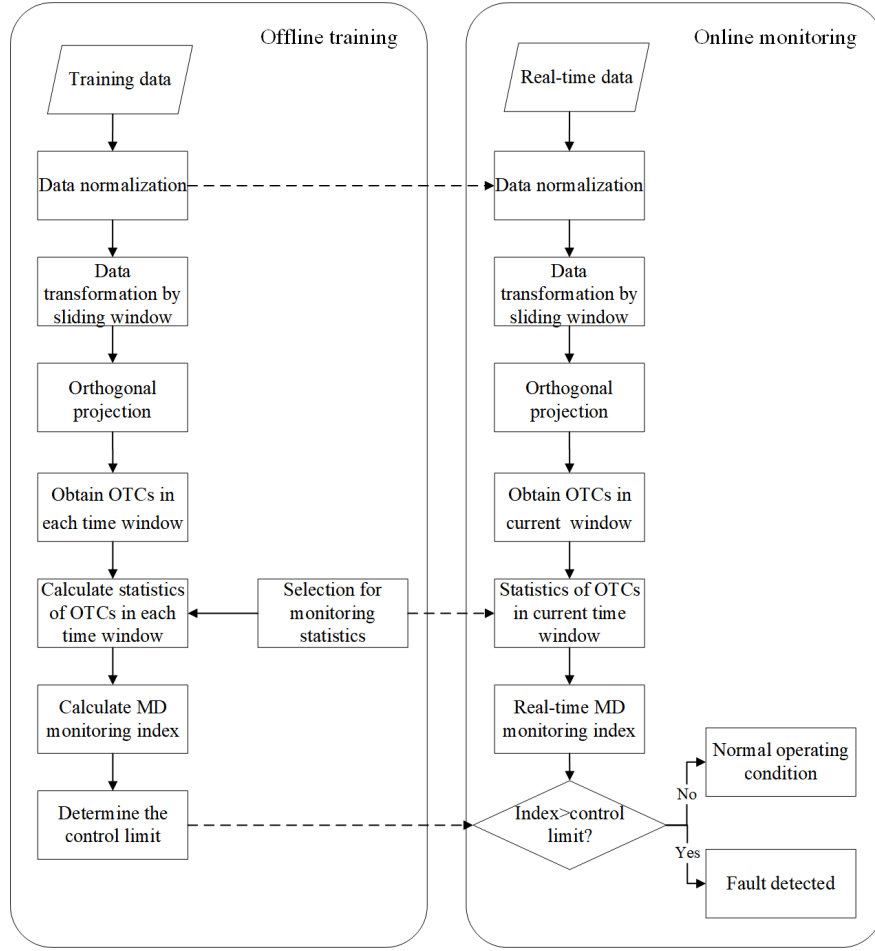 Offline training
Training data
Data normalization
Data
transformation by
sliding window
Orthogonal
projection
Obtain OTCs in
each time window
Calculate statistics
of OTCs in each
time window
Selection for
monitoring
statistics
Calculate MD
monitoring index
Determine the
control limit
Online monitoring
Real-time data
Data normalization
Data
transformation by
sliding window
Orthogonal
projection
Obtain OTCs in
current window
Statistics of OTCs
in current time
window
Real-time MD
monitoring index
Index>control
limit?
No
Normal operating
condition
Yes
Fault detected